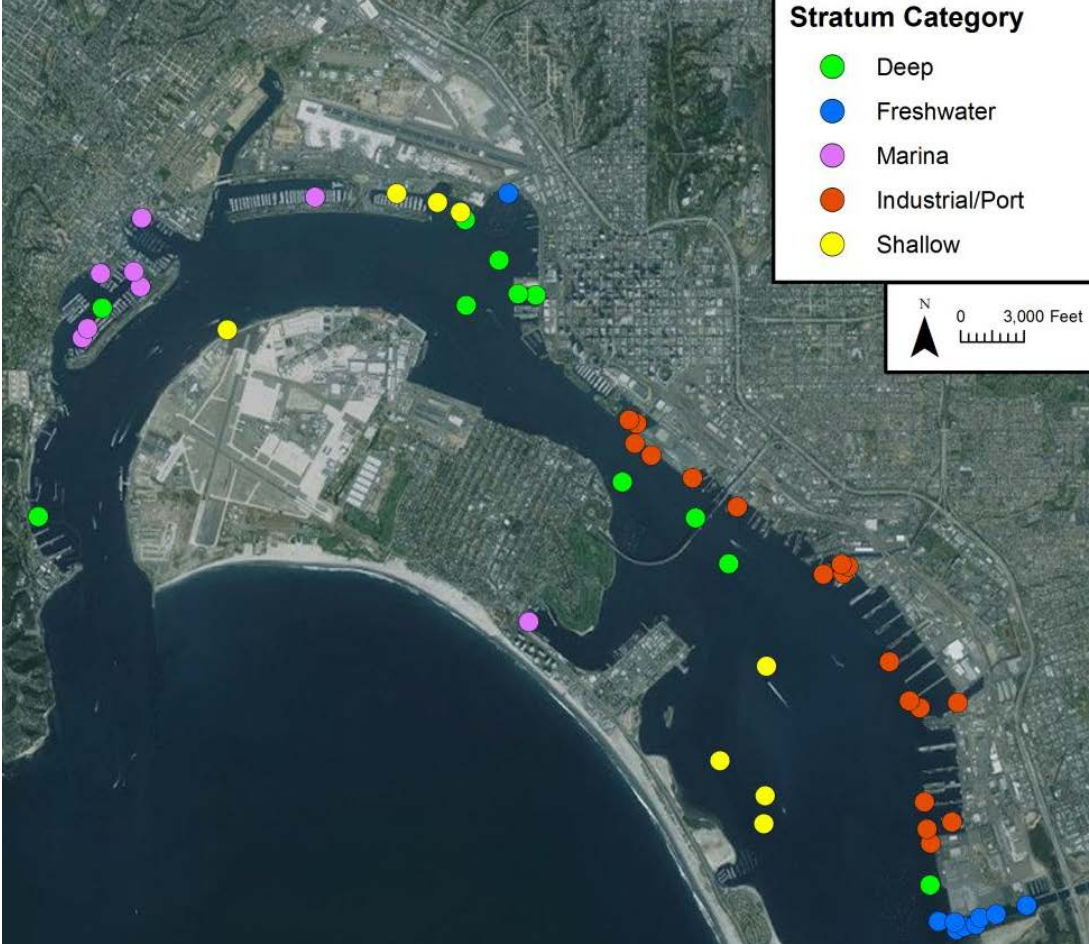 Stratum Category
Deep
Freshwater
Marina
Industrial/Port
Shallow
N
0 3,000 Feet